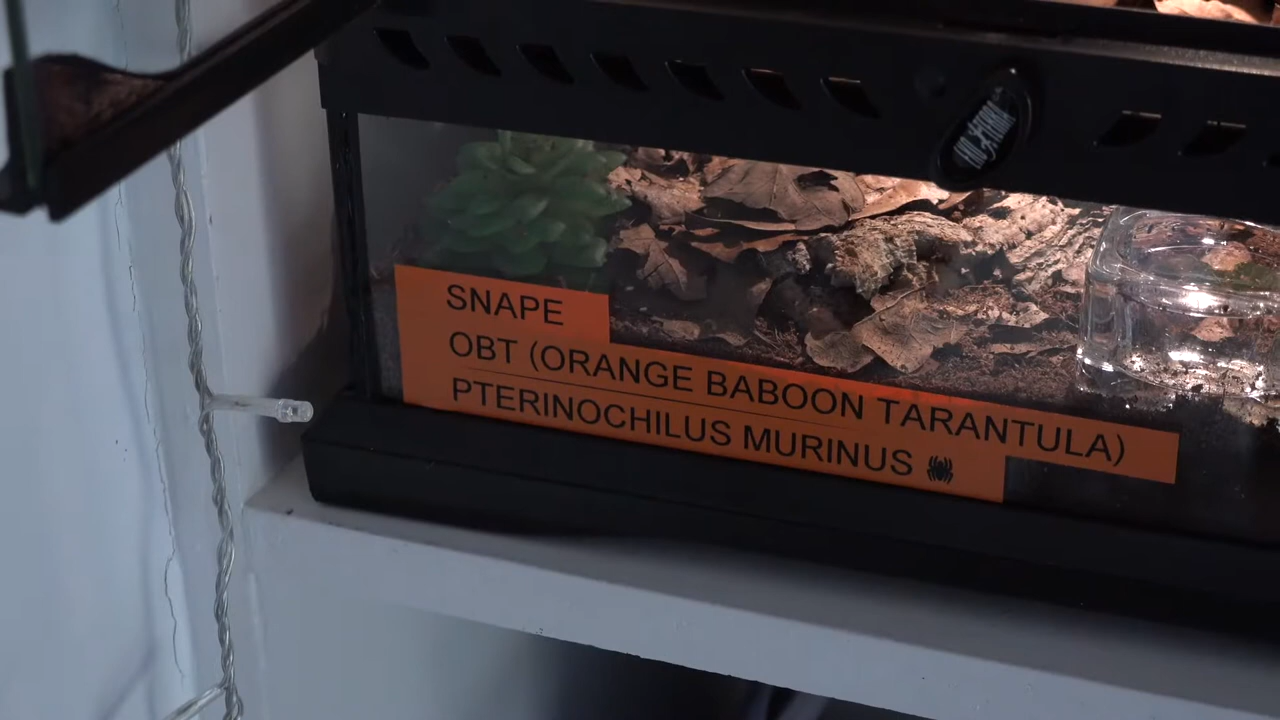 SNAPE
OBT (ORANGE BABOON TARANTULA)
PTERINOCHILUS MURINUS